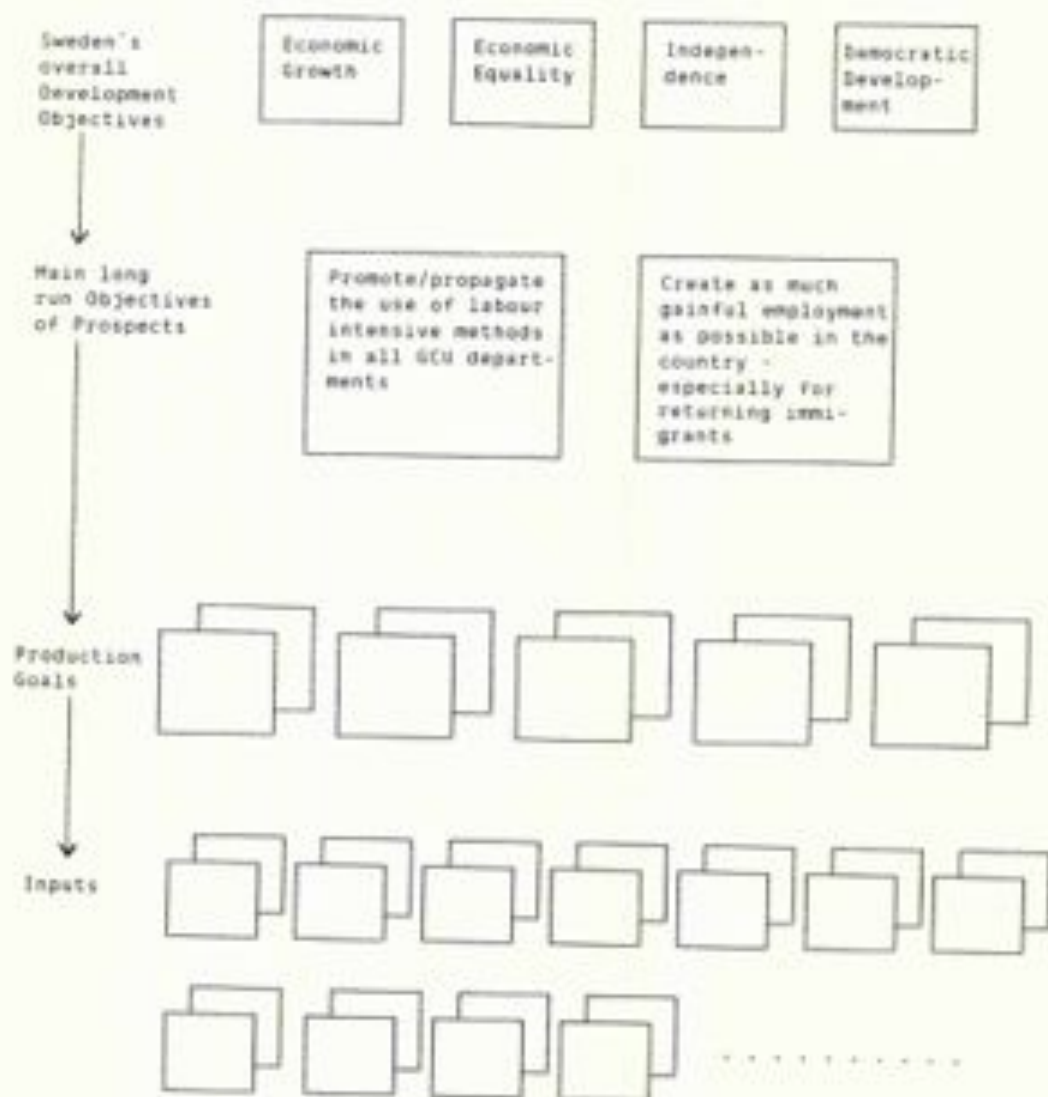 Sweden's
overall
Development
Objectives
Economic
Growth
Economic
Equality
Indepen-
dence
Democratic
Develop-
ment
Main long
run Objectives
of Prospects
Promote/propagate
the use of labour
intensive methods
in all GCU depart-
ments
Create as much
gainful employment
as possible in the
country -
especially for
returning immi-
grants
Production
Goals
Inputs
. . . . . . . . . .